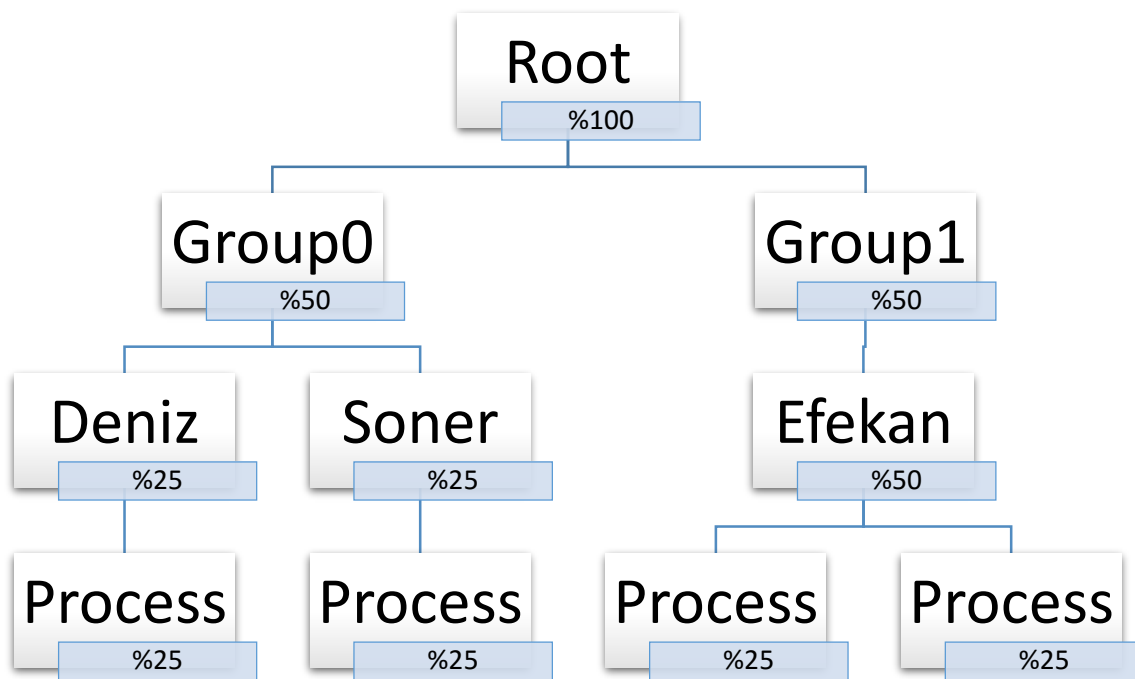 Root
%100
Group0
%50
Group1
%50
Deniz
%25
Soner
%25
Efekan
%50
Process
%25
Process
%25
Process
%25
Process
%25